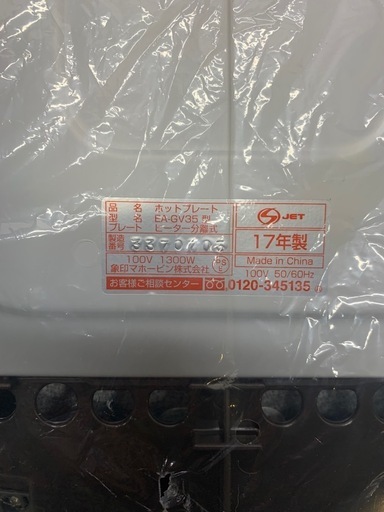 品名 ホットプレート
型名 EA-GV35 型
プレート ヒーター分離式
製造番号
100V 1300W
象印マホービン株式会社
お客様ご相談センター 0120-345135
S JET
17年製
Made in China
100V 50/60Hz